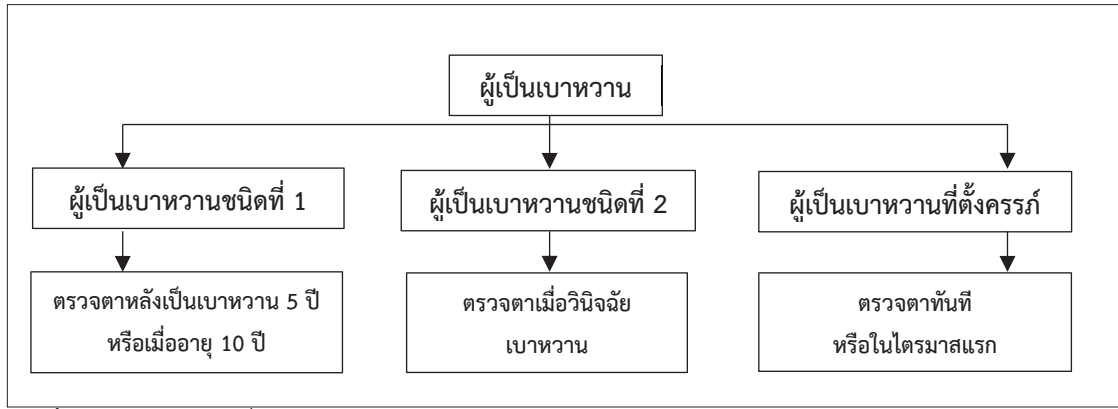 ผู้เป็นเบาหวาน
ผู้เป็นเบาหวานชนิดที่ 1
ผู้เป็นเบาหวานชนิดที่ 2
ผู้เป็นเบาหวานที่ตั้งครรภ์
ตรวจตาหลังเป็นเบาหวาน 5 ปี
หรือเมื่ออายุ 10 ปี
ตรวจตาเมื่อวินิจฉัย
เบาหวาน
ตรวจตาทันที
หรือในไตรมาสแรก